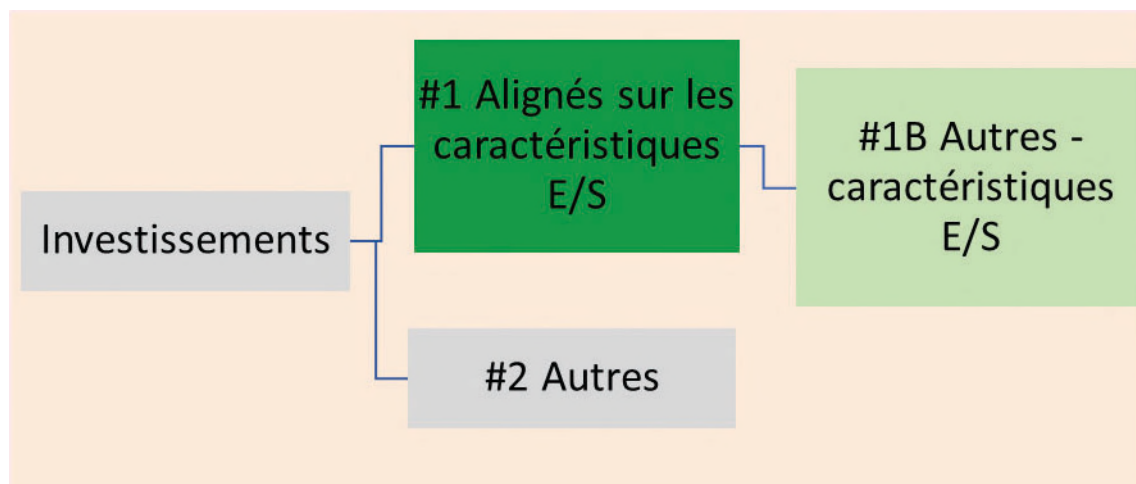 #1 Alignés sur les
caractéristiques
E/S
#1B Autres -
caractéristiques
E/S
Investissements
#2 Autres